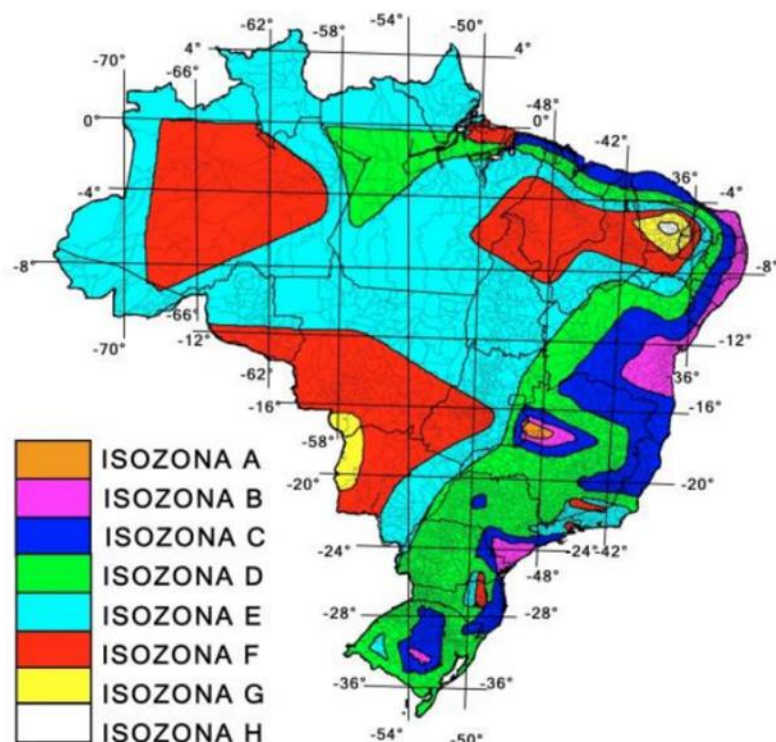 -62° -58° -54° -50°
4° 4°
-70°
-66°
-48°
0° 0°
-42°
36°
-4° -4°
-8° -8°
-66°
-12° -12°
-70°
-62° -36°
-16° -16°
-58°
-20° -20°
-24° -24° -42°
-48°
-28° -28°
-36° -36°
-54° -50°
ISOZONA A
ISOZONA B
ISOZONA C
ISOZONA D
ISOZONA E
ISOZONA F
ISOZONA G
ISOZONA H